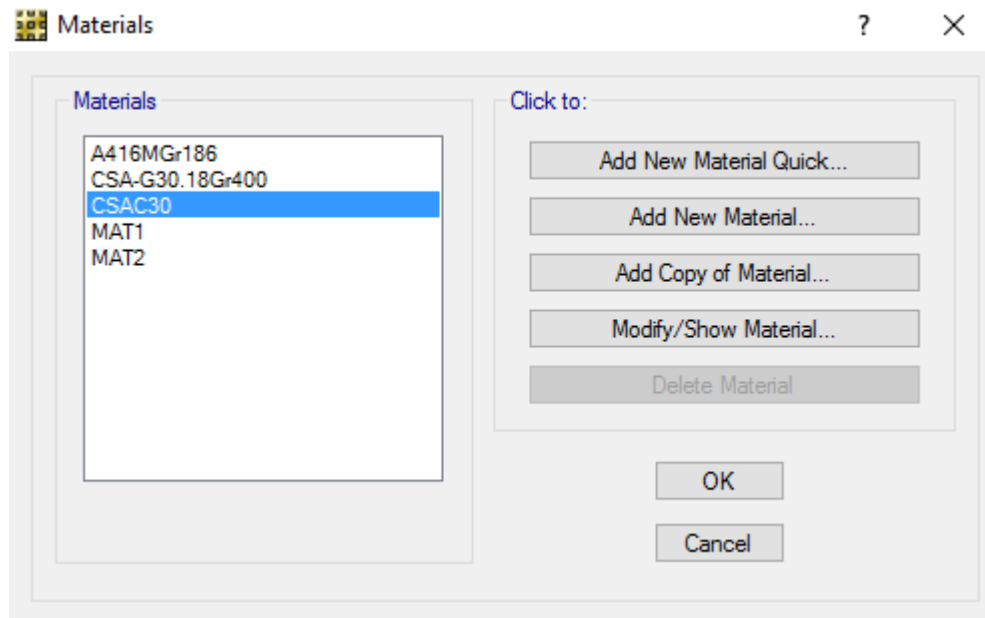 Materials
?
Materials
A416MGr186
CSA-G30.18Gr400
CSAC30
MAT1
MAT2
Click to:
Add New Material Quick...
Add New Material...
Add Copy of Material...
Modify/Show Material...
Delete Material
OK
Cancel